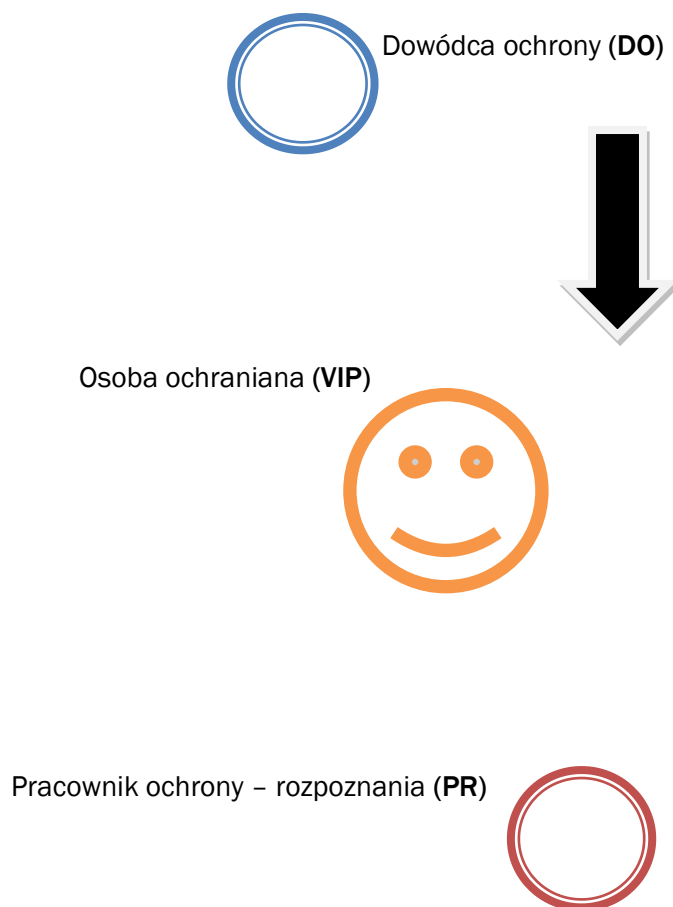 Dowódca ochrony (DO)
Osoba ochraniana (VIP)
Pracownik ochrony – rozpoznania (PR)